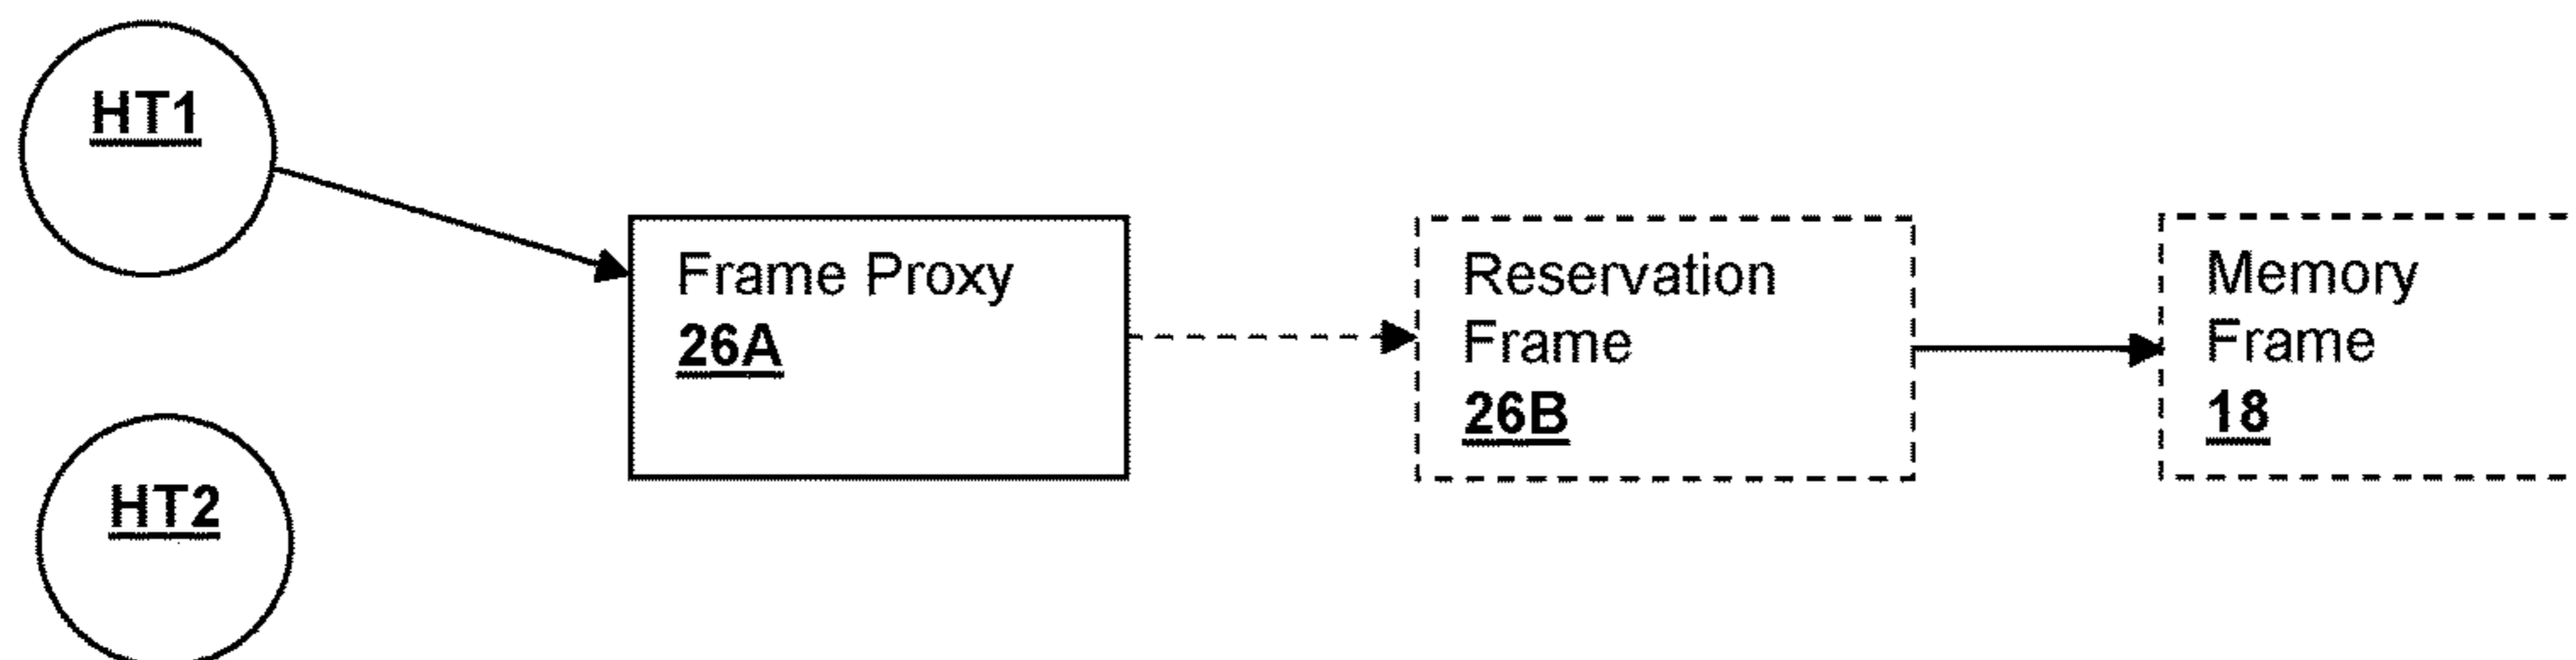 HT1
Frame Proxy
26A
Reservation
Frame
26B
Memory
Frame
18
HT2